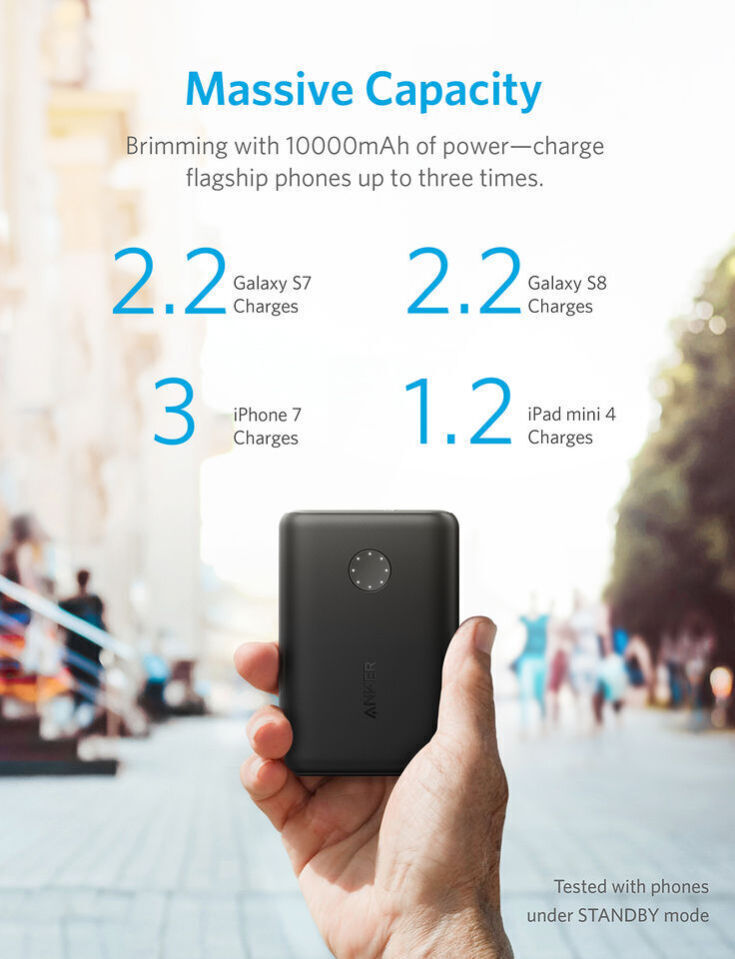 Massive Capacity
Brimming with 10000mAh of power—charge
flagship phones up to three times.
2.2 Galaxy S7 Charges
2.2 Galaxy S8 Charges
3 iPhone 7 Charges
1.2 iPad mini 4 Charges
ANKER
Tested with phones
under STANDBY mode